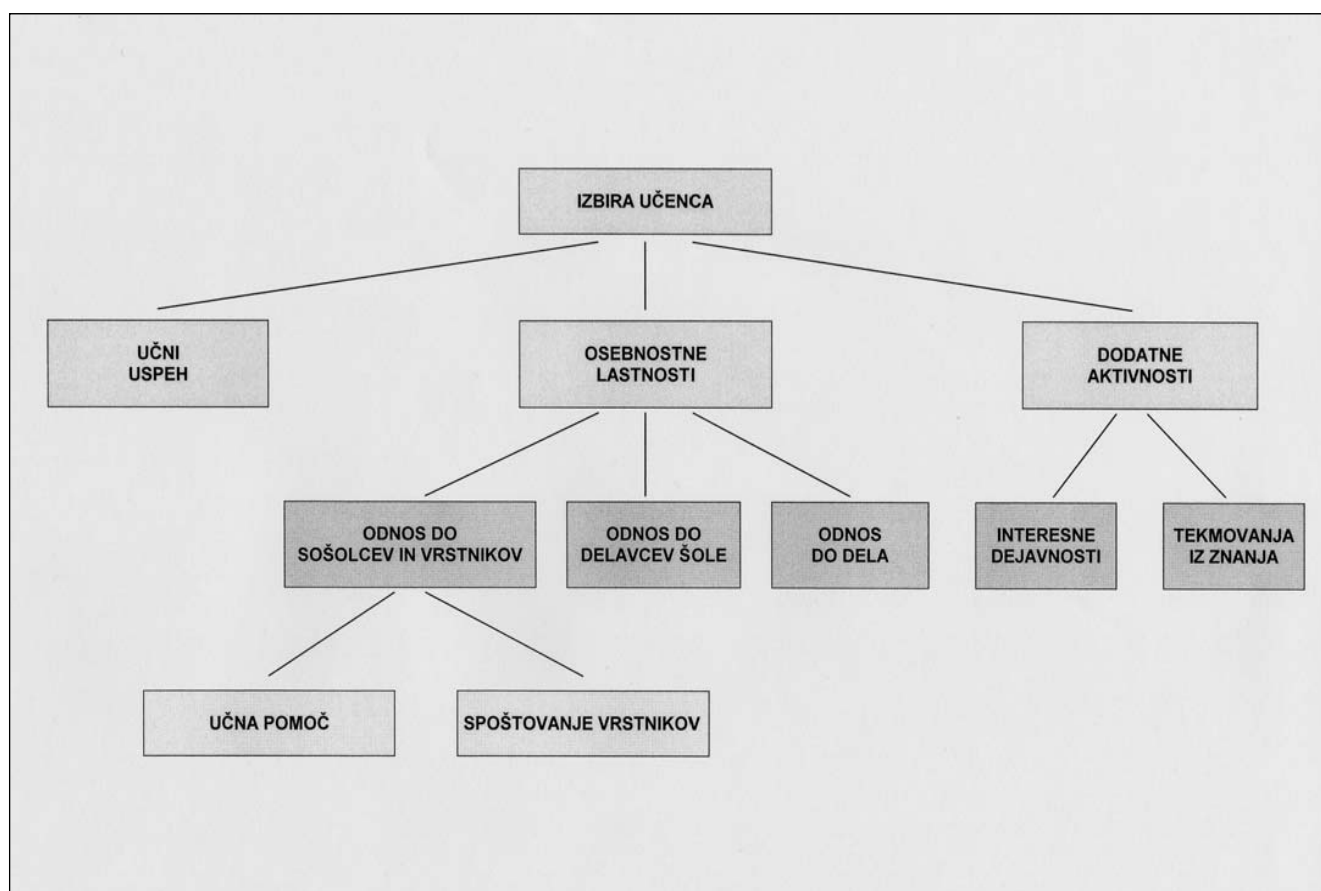 IZBIRA UČENCA
UČNI
USPEH
OSEBNOSTNE
LASTNOSTI
DODATNE
AKTIVNOSTI
ODNOS DO
SOŠOLCEV IN VRSTNIKOV
ODNOS DO
DELAVCEV ŠOLE
ODNOS
DO DELA
INTERESNE
DEJAVNOSTI
TEKMOVANJA
IZ ZNANJA
UČNA POMOČ
SPOŠTOVANJE VRSTNIKOV